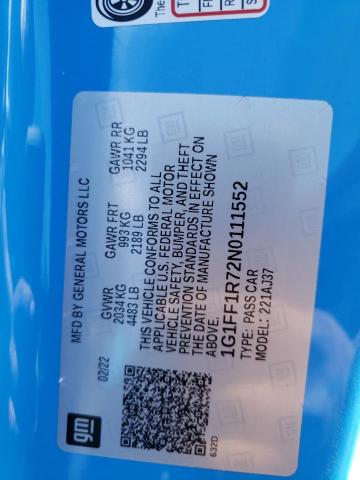 The
T
FF
R
S
MFD BY GENERAL MOTORS LLC
02/22
GVWR
2034 KG
4483 LB
GAWR FRT
993 KG
2189 LB
GAWR RR
1041 KG
2294 LB
THIS VEHICLE CONFORMS TO ALL
APPLICABLE U.S. FEDERAL MOTOR
VEHICLE SAFETY, BUMPER, AND THEFT
PREVENTION STANDARDS IN EFFECT ON
THE DATE OF MANUFACTURE SHOWN
ABOVE.
1G1FF1R72N0111552
TYPE: PASS CAR
MODEL: 221AJ37
gm
632D